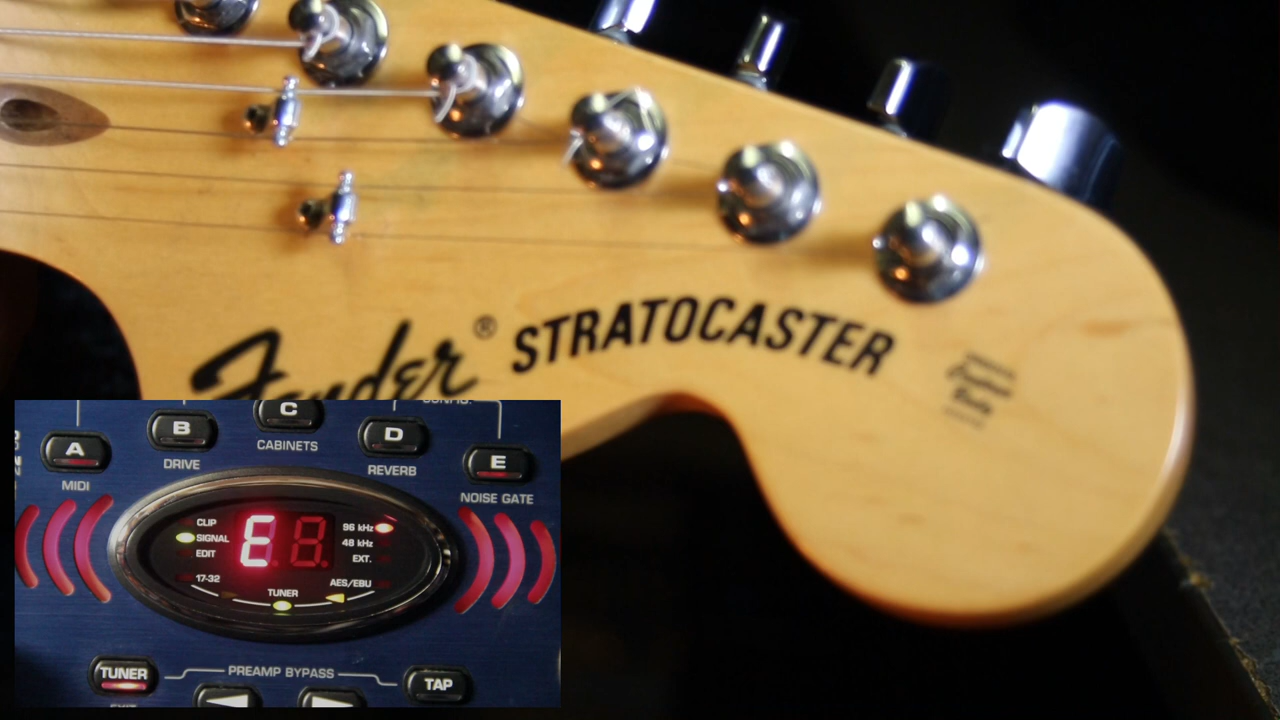 Fender® STRATOCASTER
A
B
C
D
E
MIDI
DRIVE
CABINETS
REVERB
NOISE GATE
CLIP
SIGNAL
EDIT
17-32
E
96 kHz
48 kHz
EXT.
AES/EBU
TUNER
TUNER
PREAMP BYPASS
TAP